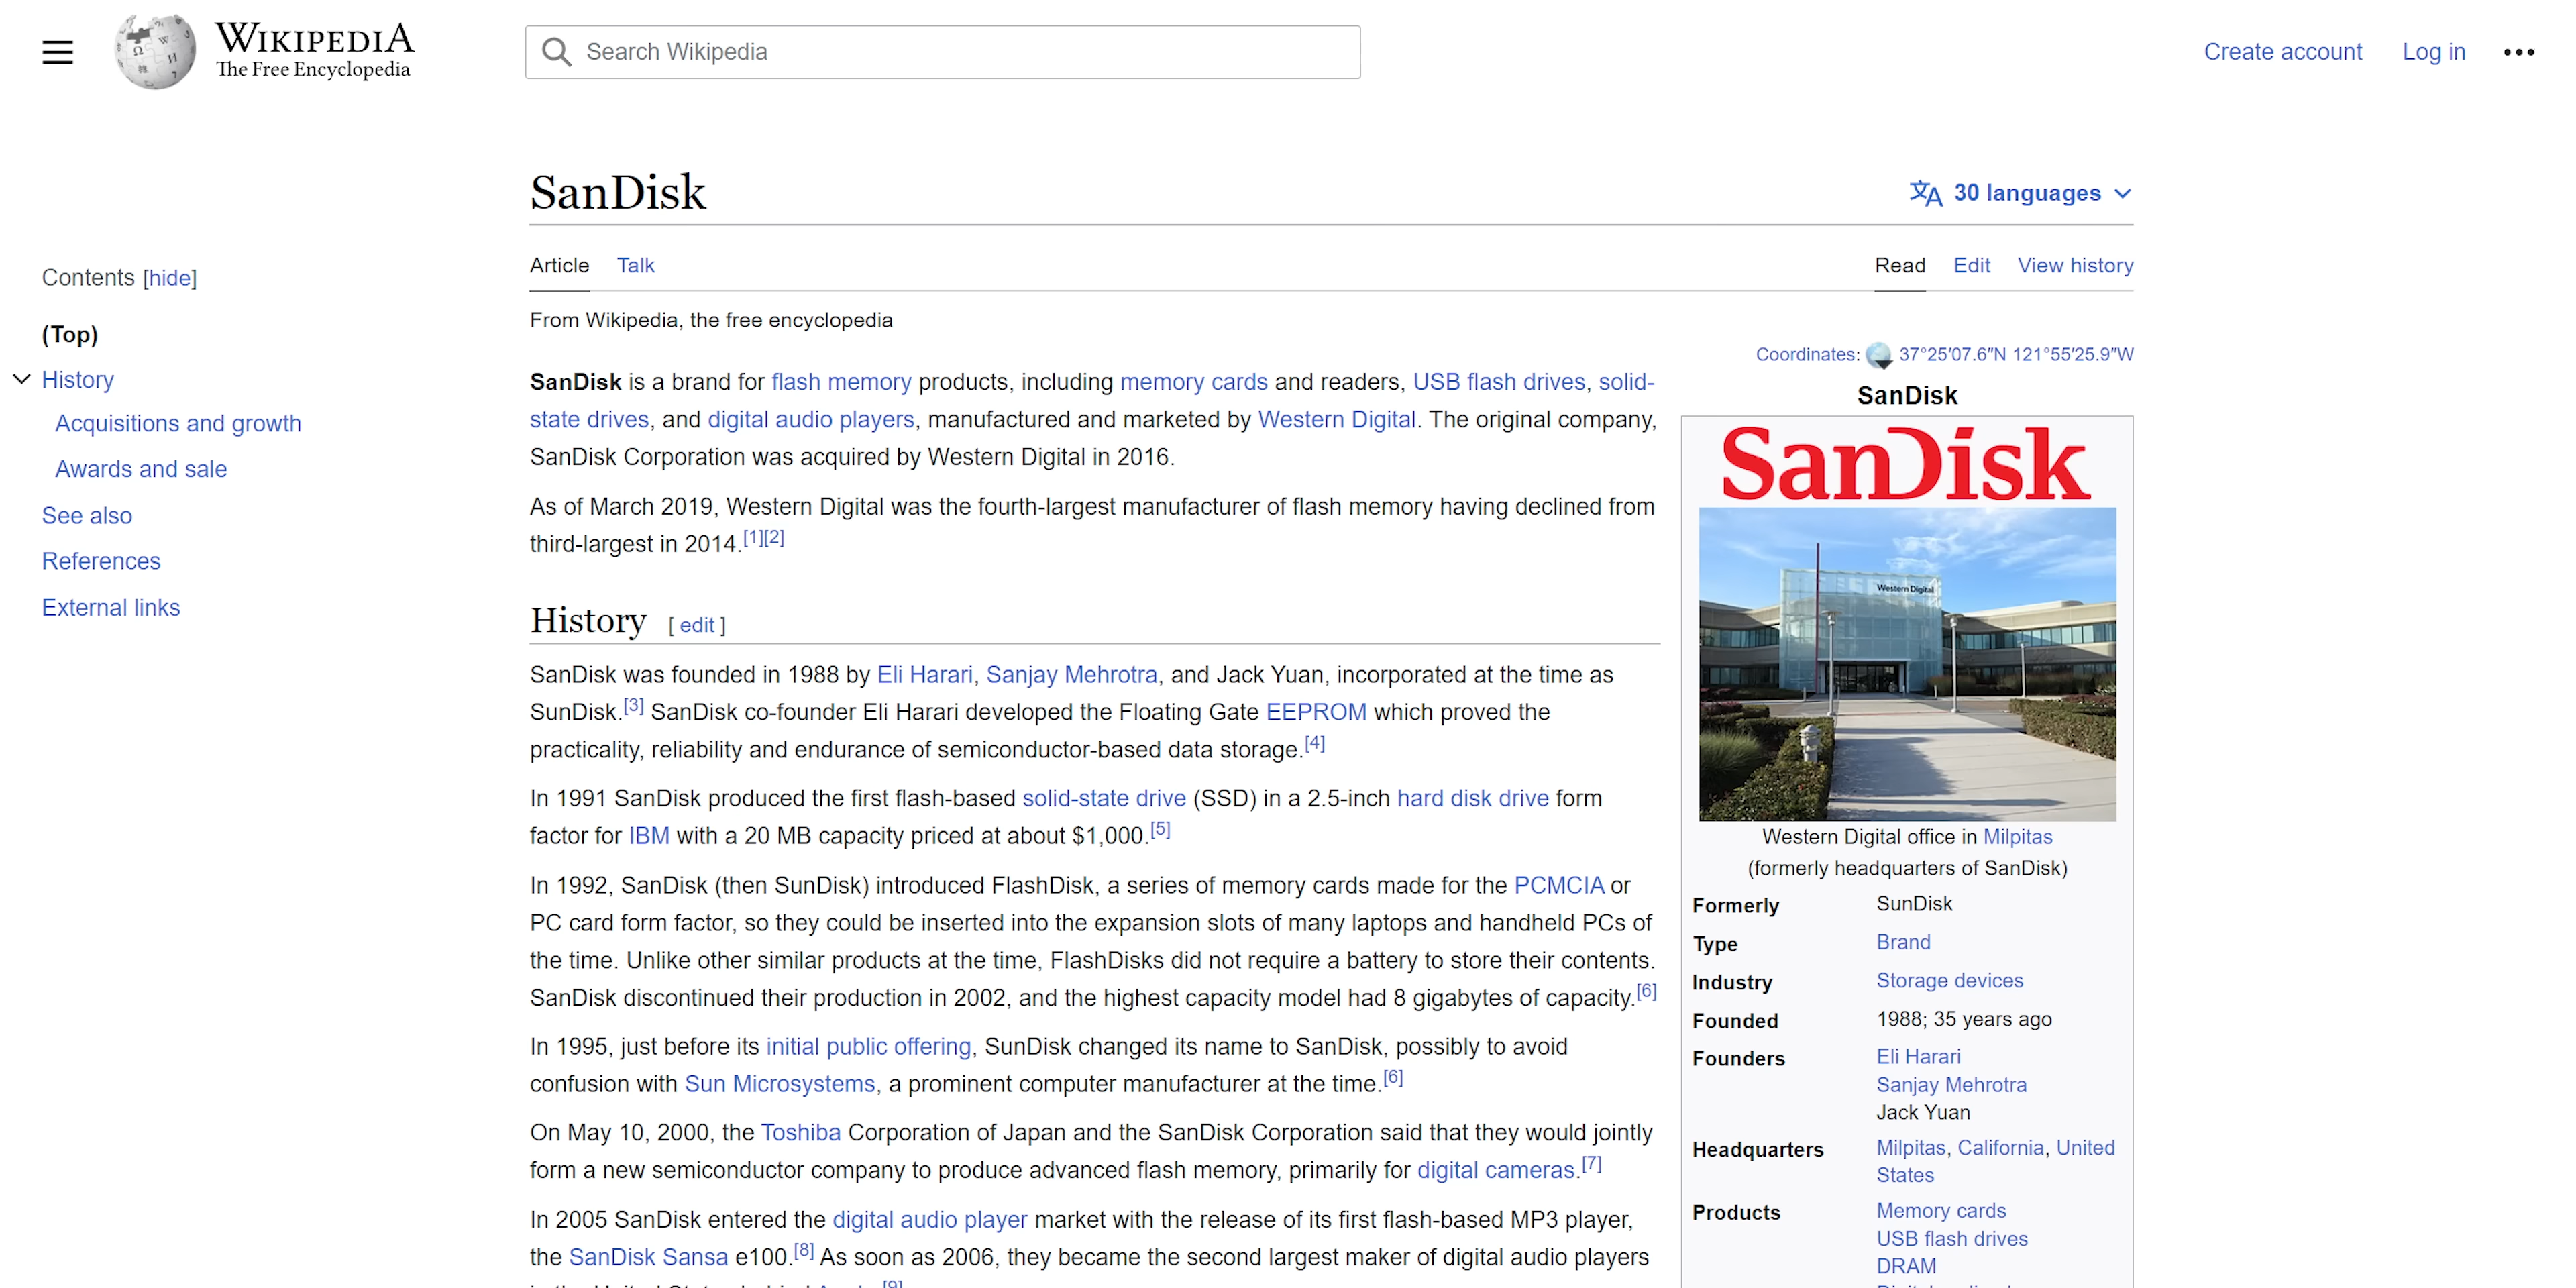 WIKIPEDIA
The Free Encyclopedia
Search Wikipedia
Create account
Log in
SanDisk
文A 30 languages
Contents [hide]
(Top)
History
Acquisitions and growth
Awards and sale
See also
References
External links
Article Talk
Read Edit View history
From Wikipedia, the free encyclopedia
Coordinates: 37°25′07.6″N 121°55′25.9″W
SanDisk is a brand for flash memory products, including memory cards and readers, USB flash drives, solid-
state drives, and digital audio players, manufactured and marketed by Western Digital. The original company,
SanDisk Corporation was acquired by Western Digital in 2016.
As of March 2019, Western Digital was the fourth-largest manufacturer of flash memory having declined from
third-largest in 2014.[1][2]
History [ edit ]
SanDisk was founded in 1988 by Eli Harari, Sanjay Mehrotra, and Jack Yuan, incorporated at the time as
SunDisk.[3] SanDisk co-founder Eli Harari developed the Floating Gate EEPROM which proved the
practicality, reliability and endurance of semiconductor-based data storage.[4]
In 1991 SanDisk produced the first flash-based solid-state drive (SSD) in a 2.5-inch hard disk drive form
factor for IBM with a 20 MB capacity priced at about $1,000.[5]
In 1992, SanDisk (then SunDisk) introduced FlashDisk, a series of memory cards made for the PCMCIA or
PC card form factor, so they could be inserted into the expansion slots of many laptops and handheld PCs of
the time. Unlike other similar products at the time, FlashDisks did not require a battery to store their contents.
SanDisk discontinued their production in 2002, and the highest capacity model had 8 gigabytes of capacity.[6]
In 1995, just before its initial public offering, SunDisk changed its name to SanDisk, possibly to avoid
confusion with Sun Microsystems, a prominent computer manufacturer at the time.[6]
On May 10, 2000, the Toshiba Corporation of Japan and the SanDisk Corporation said that they would jointly
form a new semiconductor company to produce advanced flash memory, primarily for digital cameras.[7]
In 2005 SanDisk entered the digital audio player market with the release of its first flash-based MP3 player,
the SanDisk Sansa e100.[8] As soon as 2006, they became the second largest maker of digital audio players
[9]
SanDisk
SanDisk
Western Digital
Western Digital office in Milpitas
(formerly headquarters of SanDisk)
Formerly SunDisk
Type Brand
Industry Storage devices
Founded 1988; 35 years ago
Founders Eli Harari
Sanjay Mehrotra
Jack Yuan
Headquarters Milpitas, California, United
States
Products Memory cards
USB flash drives
DRAM